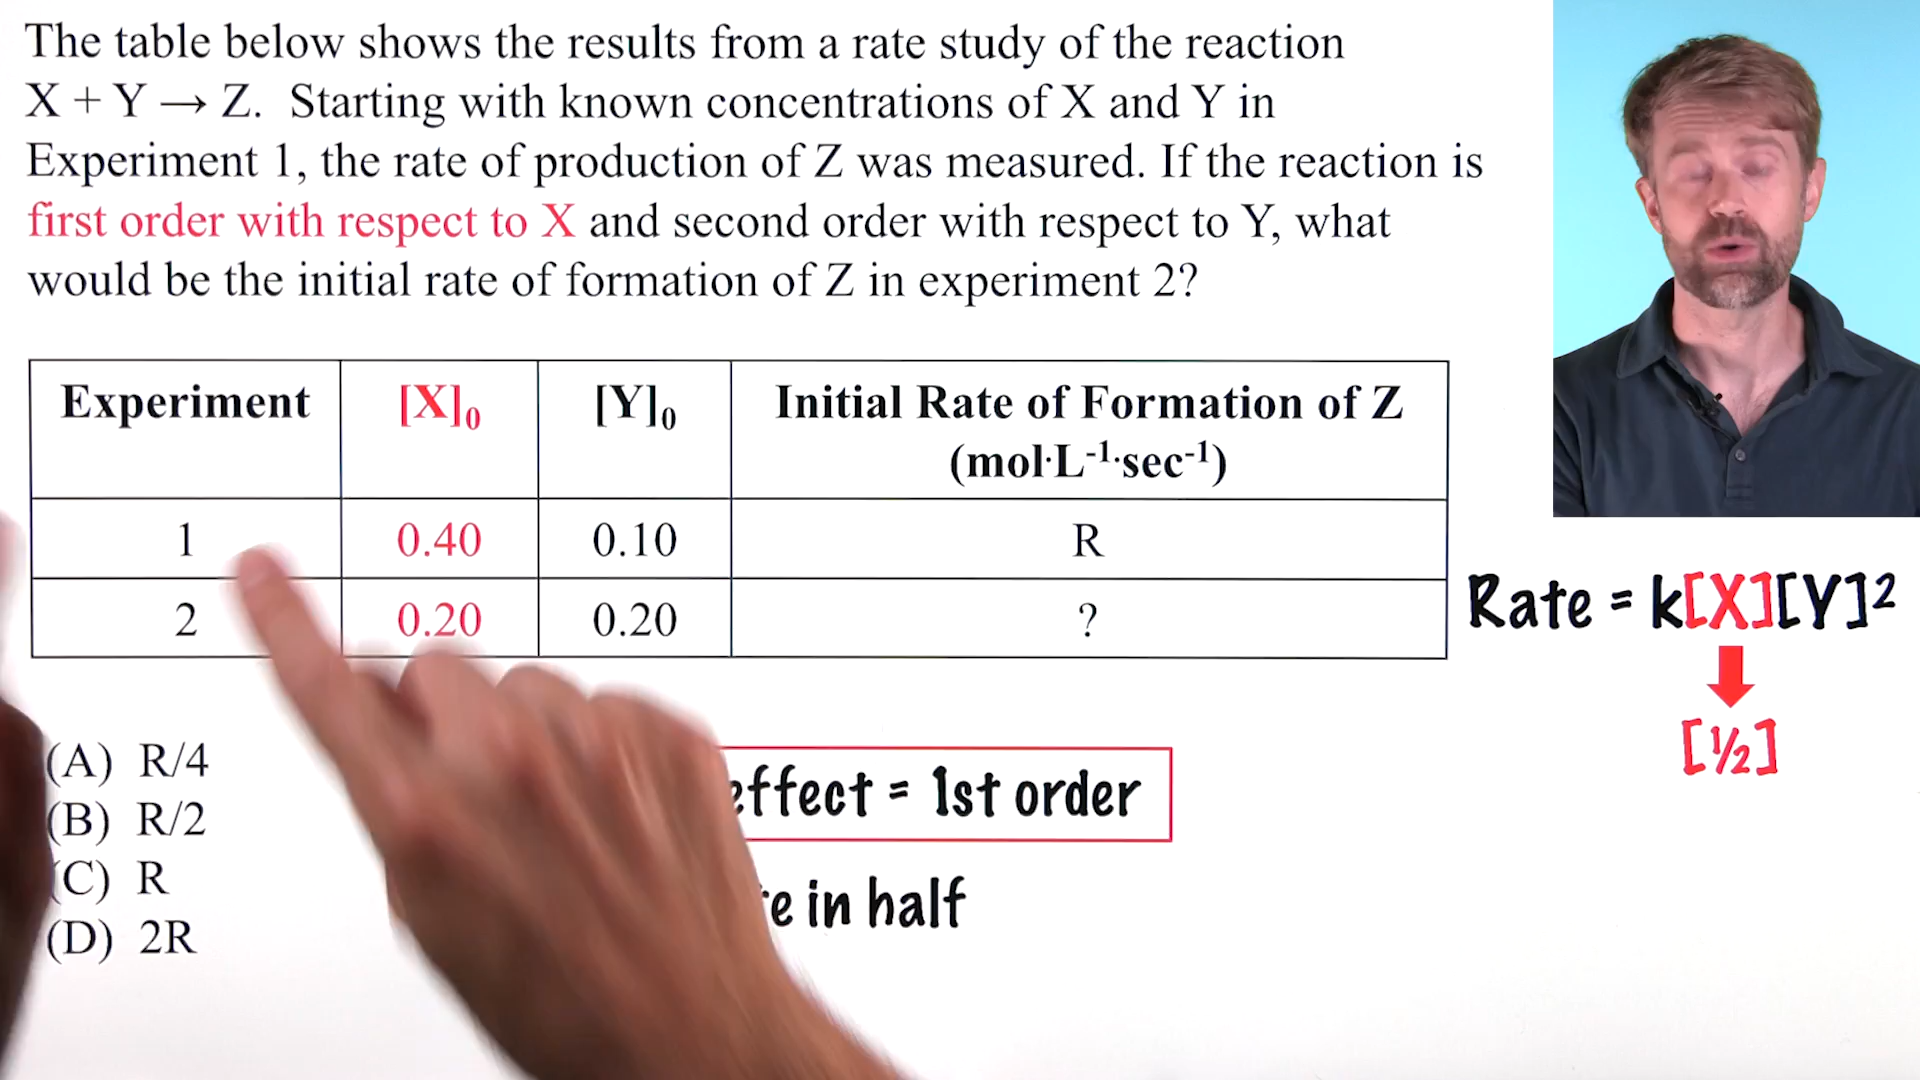 The table below shows the results from a rate study of the reaction
X + Y → Z. Starting with known concentrations of X and Y in
Experiment 1, the rate of production of Z was measured. If the reaction is
first order with respect to X and second order with respect to Y, what
would be the initial rate of formation of Z in experiment 2?
Experiment [X]₀ [Y]₀ Initial Rate of Formation of Z
(mol·L⁻¹·sec⁻¹)
1 0.40 0.10 R
2 0.20 0.20 ?
Rate = k[X][Y]²
[½]
(A) R/4
(B) R/2
(C) R
(D) 2R
effect = 1st order
in half